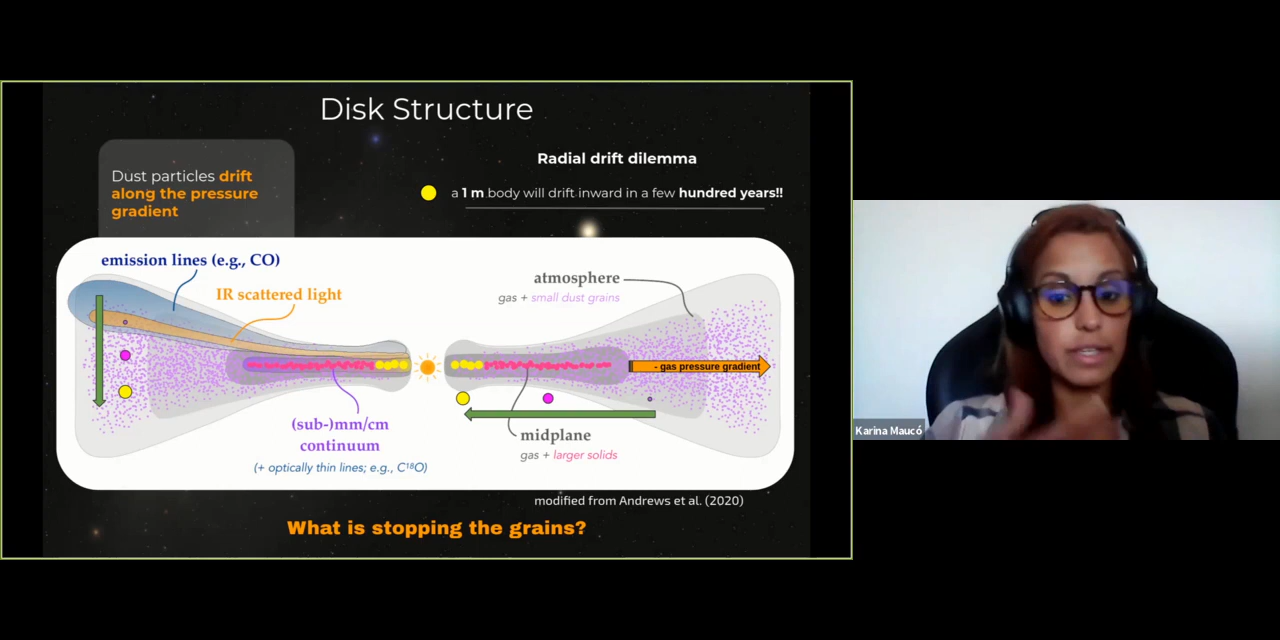 Disk Structure
Dust particles drift
along the pressure
gradient
Radial drift dilemma
a 1 m body will drift inward in a few hundred years!!
emission lines (e.g., CO)
IR scattered light
atmosphere
gas + small dust grains
- gas pressure gradient
(sub-)mm/cm
continuum
(+ optically thin lines; e.g., C¹⁸O)
midplane
gas + larger solids
modified from Andrews et al. (2020)
What is stopping the grains?
Karina Maucó